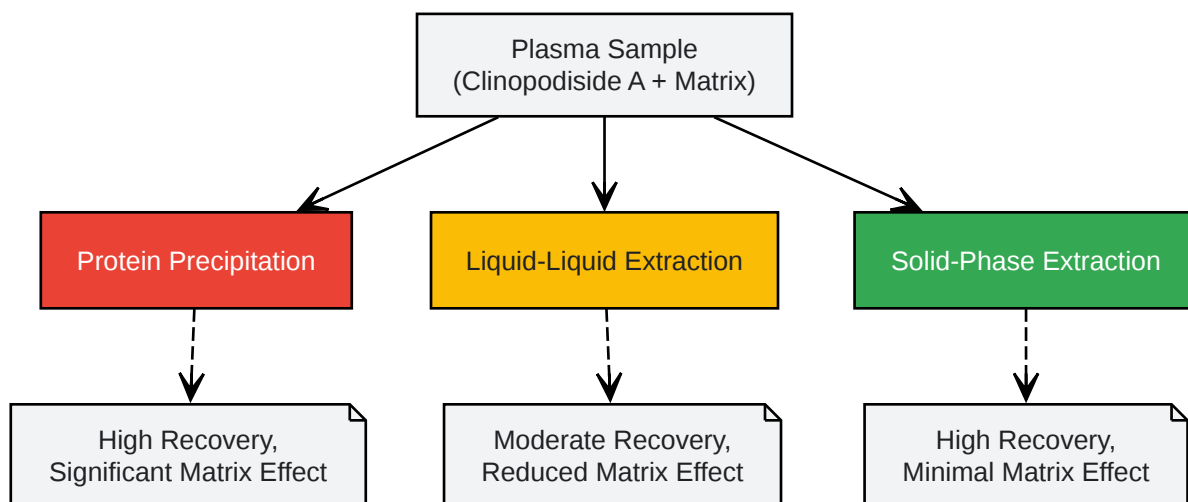 Plasma Sample
(Clinopodiside A + Matrix)
Protein Precipitation
Liquid-Liquid Extraction
Solid-Phase Extraction
High Recovery,
Significant Matrix Effect
Moderate Recovery,
Reduced Matrix Effect
High Recovery,
Minimal Matrix Effect